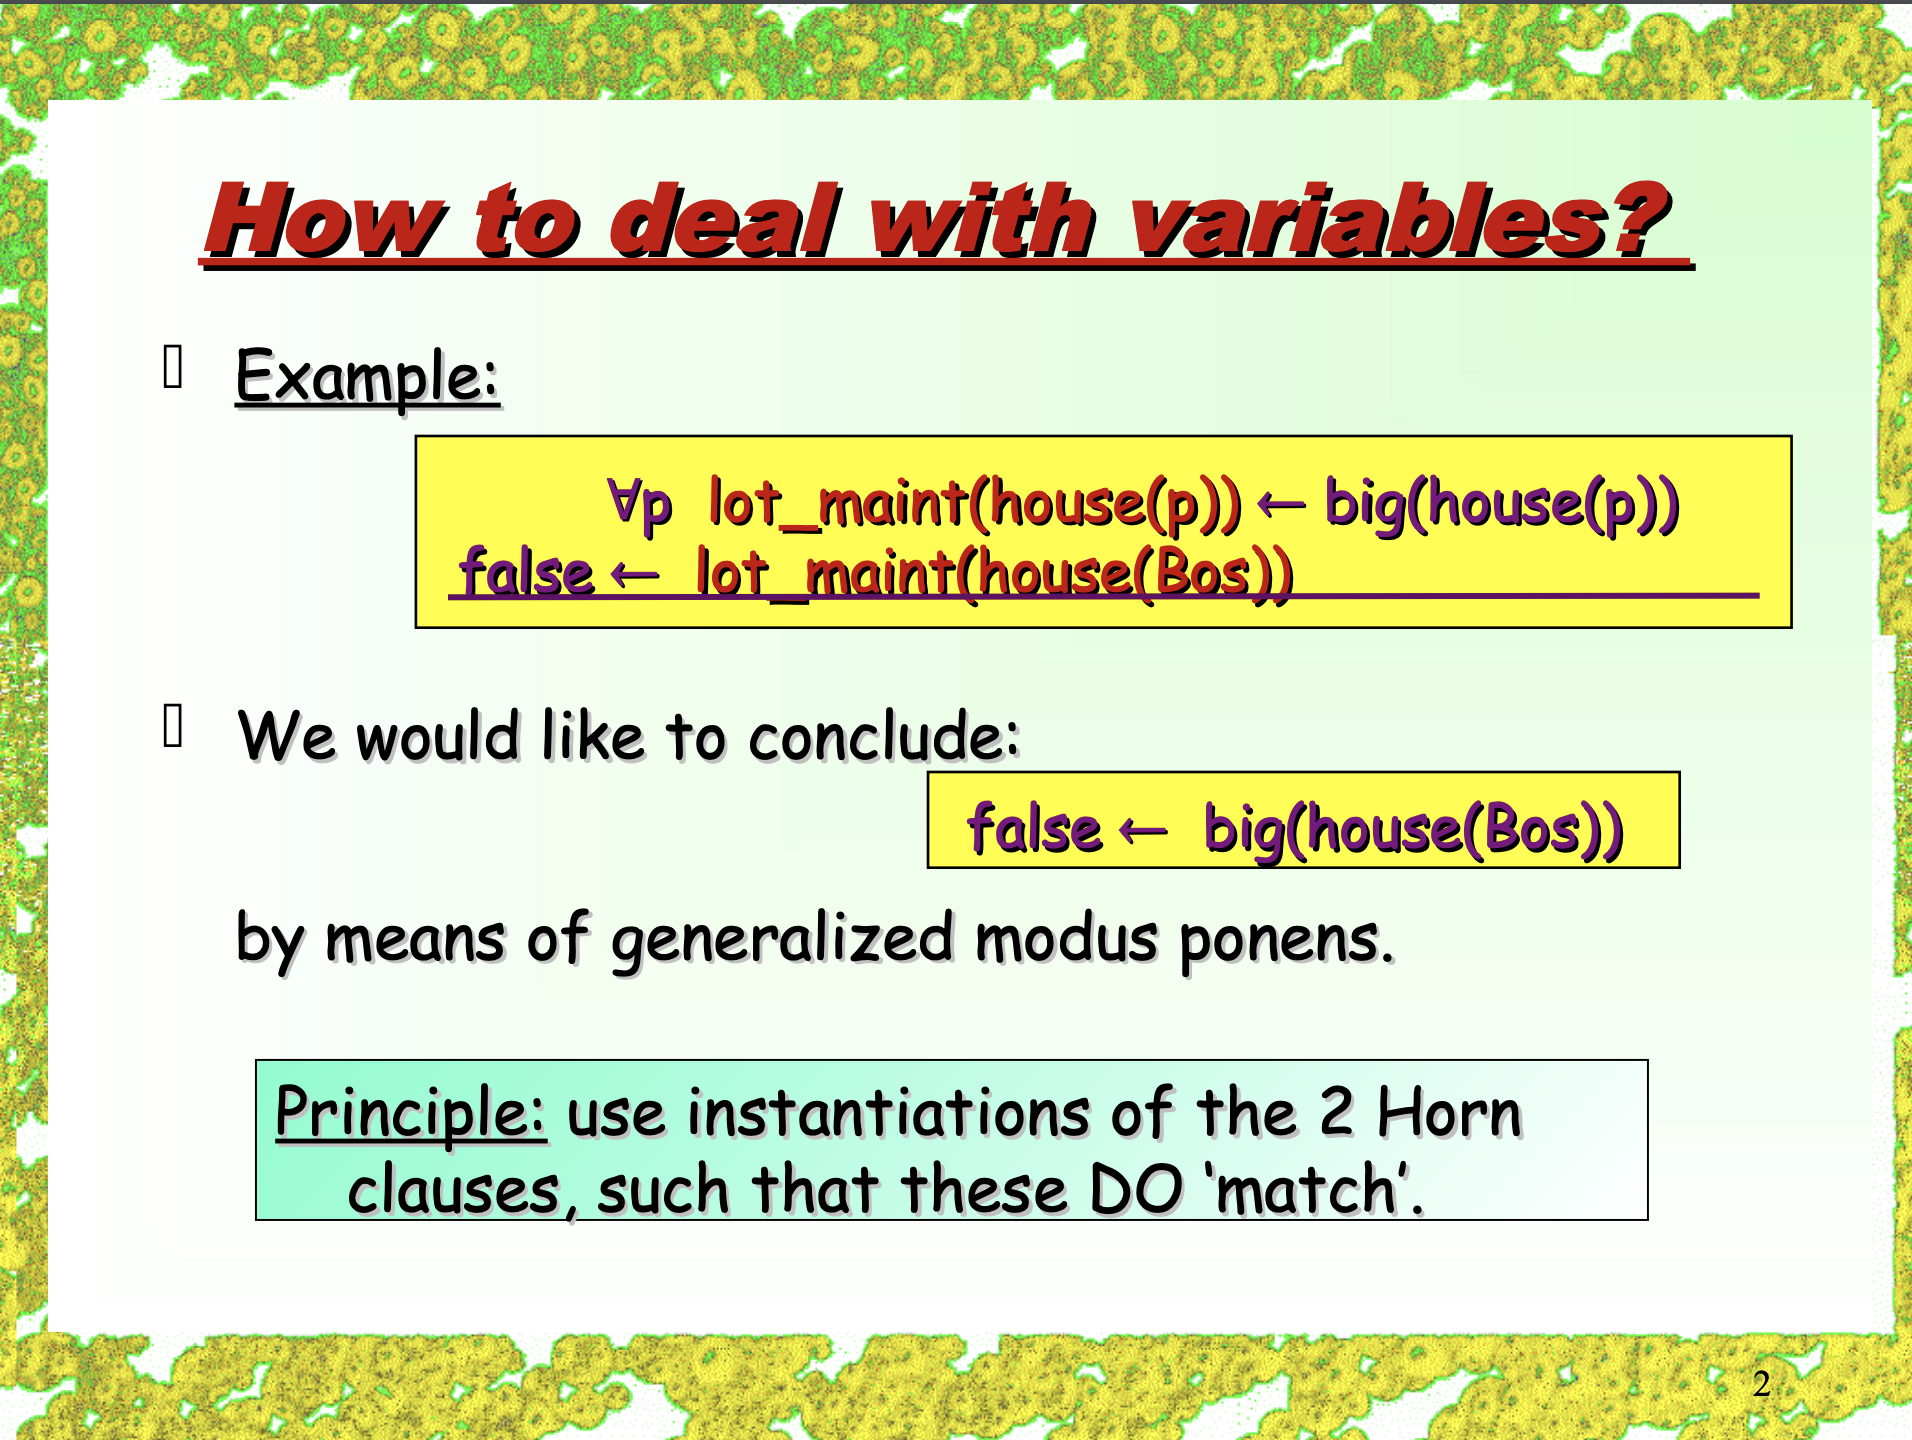 How to deal with variables?
Example:
∀p lot_maint(house(p)) ← big(house(p))
false ← lot_maint(house(Bos))
We would like to conclude:
false ← big(house(Bos))
by means of generalized modus ponens.
Principle: use instantiations of the 2 Horn
clauses, such that these DO ‘match’.
2